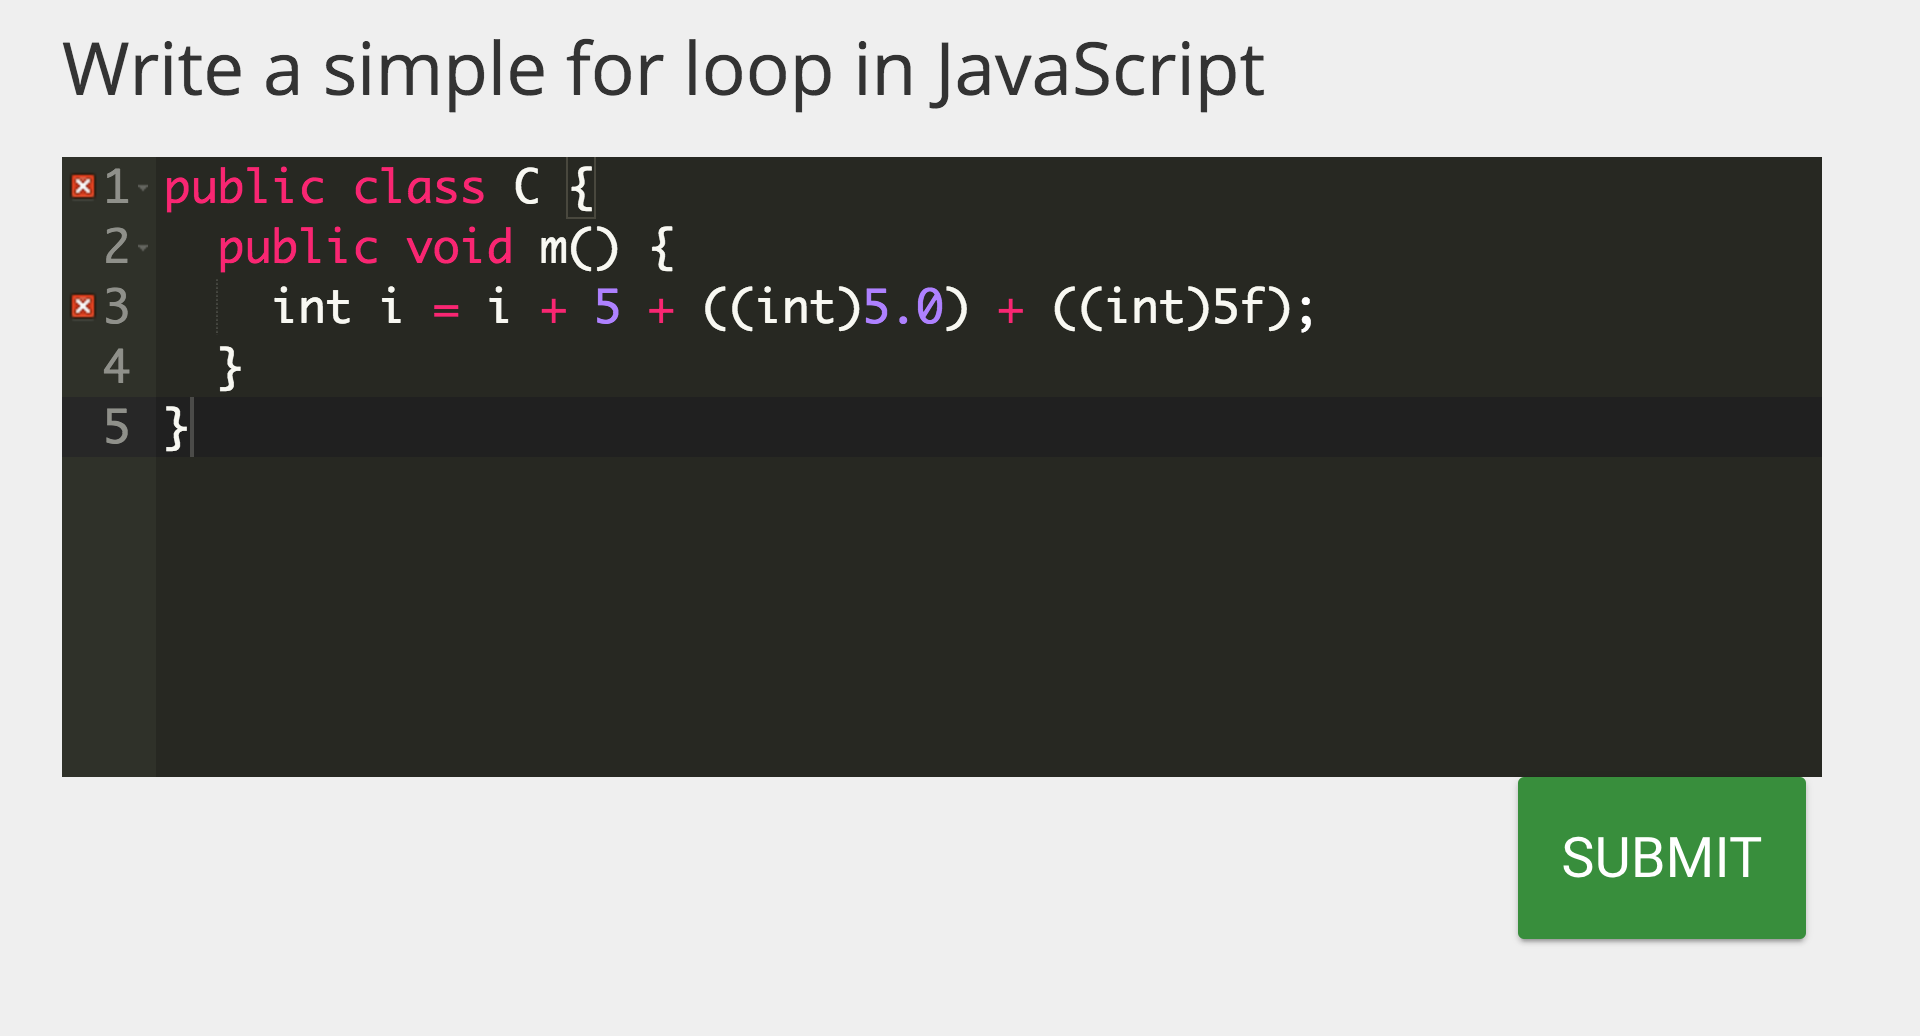 Write a simple for loop in JavaScript
1 public class C {
2   public void m() {
3     int i = i + 5 + ((int)5.0) + ((int)5f);
4   }
5 }
SUBMIT